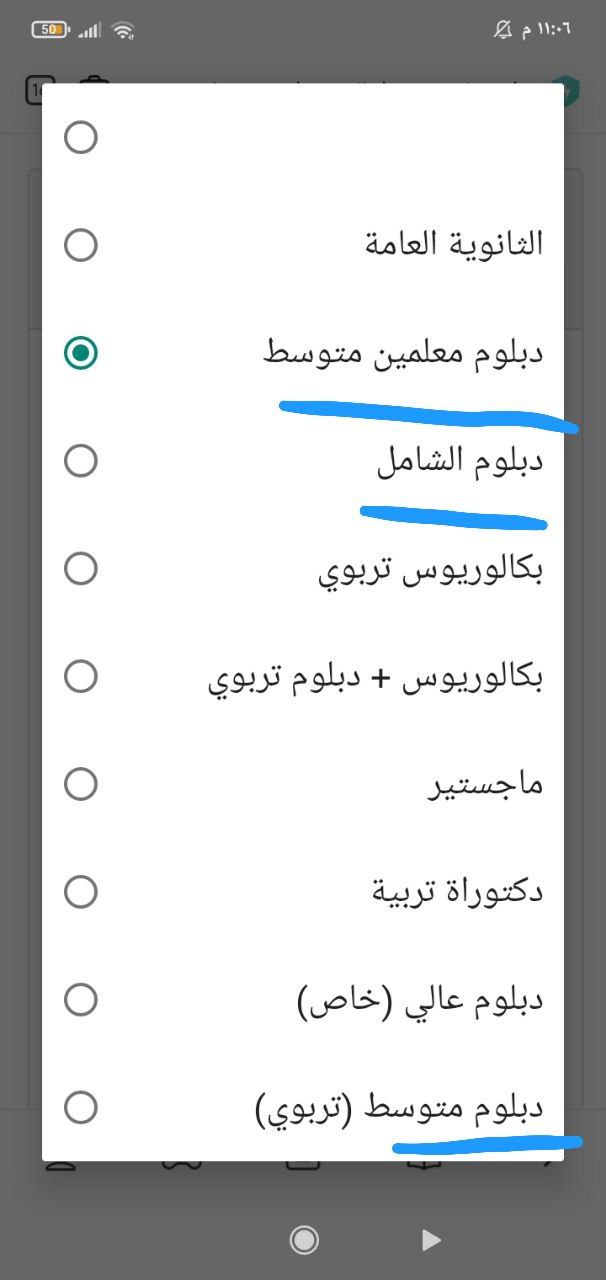 ١١:٠٦ م
50
الثانوية العامة
دبلوم معلمين متوسط
دبلوم الشامل
بكالوريوس تربوي
بكالوريوس + دبلوم تربوي
ماجستير
دكتوراة تربية
دبلوم عالي (خاص)
دبلوم متوسط (تربوي)